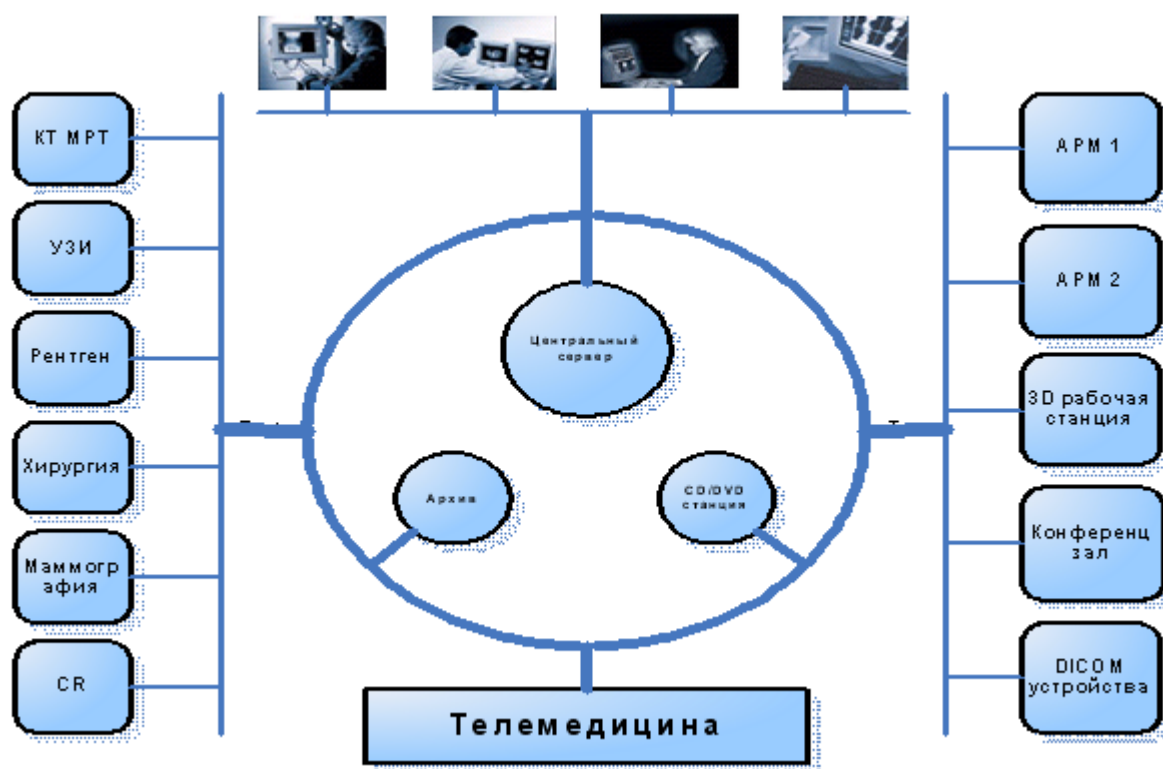 КТ МРТ
УЗИ
Рентген
Хирургия
Маммогр
афия
CR
Центральный
сервер
Архив
CD/DVD
станция
Телемедицина
АРМ 1
АРМ 2
3D рабочая
станция
Конференц
зал
DICOM
устройства